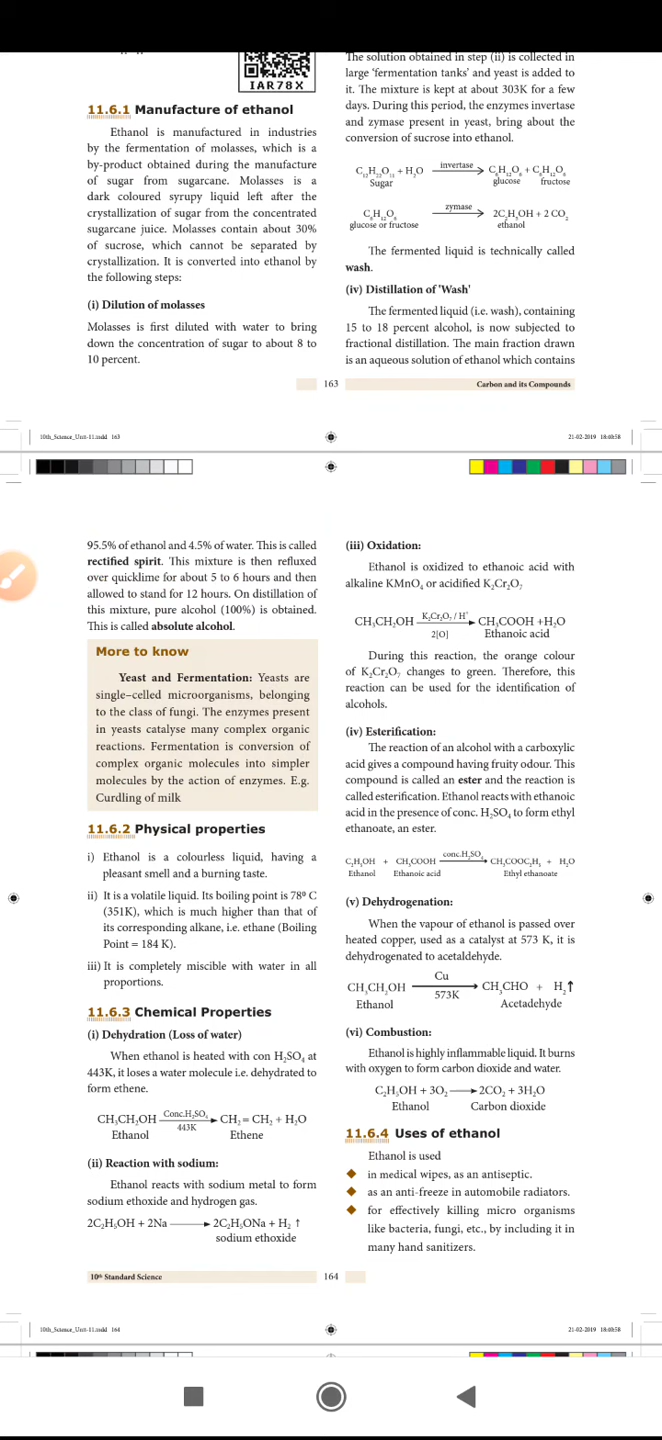 IAR78X
11.6.1 Manufacture of ethanol
Ethanol is manufactured in industries
by the fermentation of molasses, which is a
by-product obtained during the manufacture
of sugar from sugarcane. Molasses is a
dark coloured syrupy liquid left after the
crystallization of sugar from the concentrated
sugarcane juice. Molasses contain about 30%
of sucrose, which cannot be separated by
crystallization. It is converted into ethanol by
the following steps:
(i) Dilution of molasses
Molasses is first diluted with water to bring
down the concentration of sugar to about 8 to
10 percent.
The solution obtained in step (ii) is collected in
large ‘fermentation tanks’ and yeast is added to
it. The mixture is kept at about 303K for a few
days. During this period, the enzymes invertase
and zymase present in yeast, bring about the
conversion of sucrose into ethanol.
C₁₂H₂₂O₁₁ + H₂O invertase → C₆H₁₂O₆ + C₆H₁₂O₆
Sugar glucose fructose
C₆H₁₂O₆ zymase → 2C₂H₅OH + 2 CO₂
glucose or fructose ethanol
The fermented liquid is technically called
wash.
(iv) Distillation of 'Wash'
The fermented liquid (i.e. wash), containing
15 to 18 percent alcohol, is now subjected to
fractional distillation. The main fraction drawn
is an aqueous solution of ethanol which contains
163 Carbon and its Compounds
10th_Science_Unit-11.indd 163 21-02-2019 18:40:58
95.5% of ethanol and 4.5% of water. This is called
rectified spirit. This mixture is then refluxed
over quicklime for about 5 to 6 hours and then
allowed to stand for 12 hours. On distillation of
this mixture, pure alcohol (100%) is obtained.
This is called absolute alcohol.
More to know
Yeast and Fermentation: Yeasts are
single–celled microorganisms, belonging
to the class of fungi. The enzymes present
in yeasts catalyse many complex organic
reactions. Fermentation is conversion of
complex organic molecules into simpler
molecules by the action of enzymes. E.g.
Curdling of milk
11.6.2 Physical properties
i) Ethanol is a colourless liquid, having a
pleasant smell and a burning taste.
ii) It is a volatile liquid. Its boiling point is 78º C
(351K), which is much higher than that of
its corresponding alkane, i.e. ethane (Boiling
Point = 184 K).
iii) It is completely miscible with water in all
proportions.
11.6.3 Chemical Properties
(i) Dehydration (Loss of water)
When ethanol is heated with con H₂SO₄ at
443K, it loses a water molecule i.e. dehydrated to
form ethene.
CH₃CH₂OH Conc.H₂SO₄ 443K → CH₂ = CH₂ + H₂O
Ethanol Ethene
(ii) Reaction with sodium:
Ethanol reacts with sodium metal to form
sodium ethoxide and hydrogen gas.
2C₂H₅OH + 2Na → 2C₂H₅ONa + H₂ ↑
sodium ethoxide
(iii) Oxidation:
Ethanol is oxidized to ethanoic acid with
alkaline KMnO₄ or acidified K₂Cr₂O₇
CH₃CH₂OH K₂Cr₂O₇ / H⁺ 2[O] → CH₃COOH +H₂O
Ethanoic acid
During this reaction, the orange colour
of K₂Cr₂O₇ changes to green. Therefore, this
reaction can be used for the identification of
alcohols.
(iv) Esterification:
The reaction of an alcohol with a carboxylic
acid gives a compound having fruity odour. This
compound is called an ester and the reaction is
called esterification. Ethanol reacts with ethanoic
acid in the presence of conc. H₂SO₄ to form ethyl
ethanoate, an ester.
C₂H₅OH + CH₃COOH conc.H₂SO₄ → CH₃COOC₂H₅ + H₂O
Ethanol Ethanoic acid Ethyl ethanoate
(v) Dehydrogenation:
When the vapour of ethanol is passed over
heated copper, used as a catalyst at 573 K, it is
dehydrogenated to acetaldehyde.
CH₃CH₂OH Cu 573K → CH₃CHO + H₂↑
Ethanol Acetadehyde
(vi) Combustion:
Ethanol is highly inflammable liquid. It burns
with oxygen to form carbon dioxide and water.
C₂H₅OH + 3O₂ → 2CO₂ + 3H₂O
Ethanol Carbon dioxide
11.6.4 Uses of ethanol
Ethanol is used
◆ in medical wipes, as an antiseptic.
◆ as an anti-freeze in automobile radiators.
◆ for effectively killing micro organisms
like bacteria, fungi, etc., by including it in
many hand sanitizers.
10th Standard Science 164
10th_Science_Unit-11.indd 164 21-02-2019 18:40:58